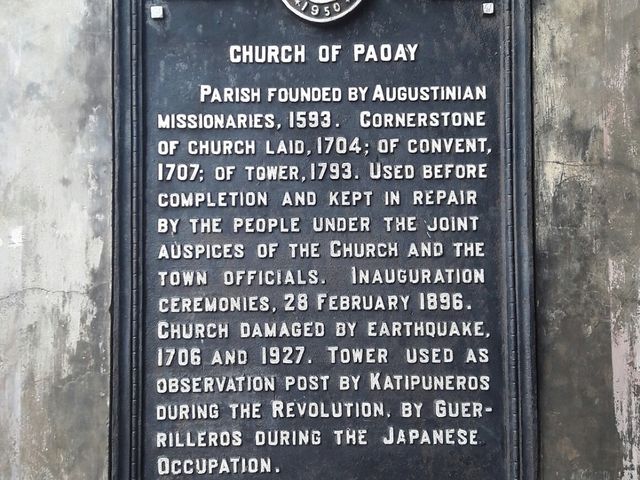 1950
CHURCH OF PAOAY
PARISH FOUNDED BY AUGUSTINIAN
MISSIONARIES, 1593. CORNERSTONE
OF CHURCH LAID, 1704; OF CONVENT,
1707; OF TOWER, 1793. USED BEFORE
COMPLETION AND KEPT IN REPAIR
BY THE PEOPLE UNDER THE JOINT
AUSPICES OF THE CHURCH AND THE
TOWN OFFICIALS. INAUGURATION
CEREMONIES, 28 FEBRUARY 1896.
CHURCH DAMAGED BY EARTHQUAKE,
1706 AND 1927. TOWER USED AS
OBSERVATION POST BY KATIPUNEROS
DURING THE REVOLUTION, BY GUER-
RILLEROS DURING THE JAPANESE
OCCUPATION.